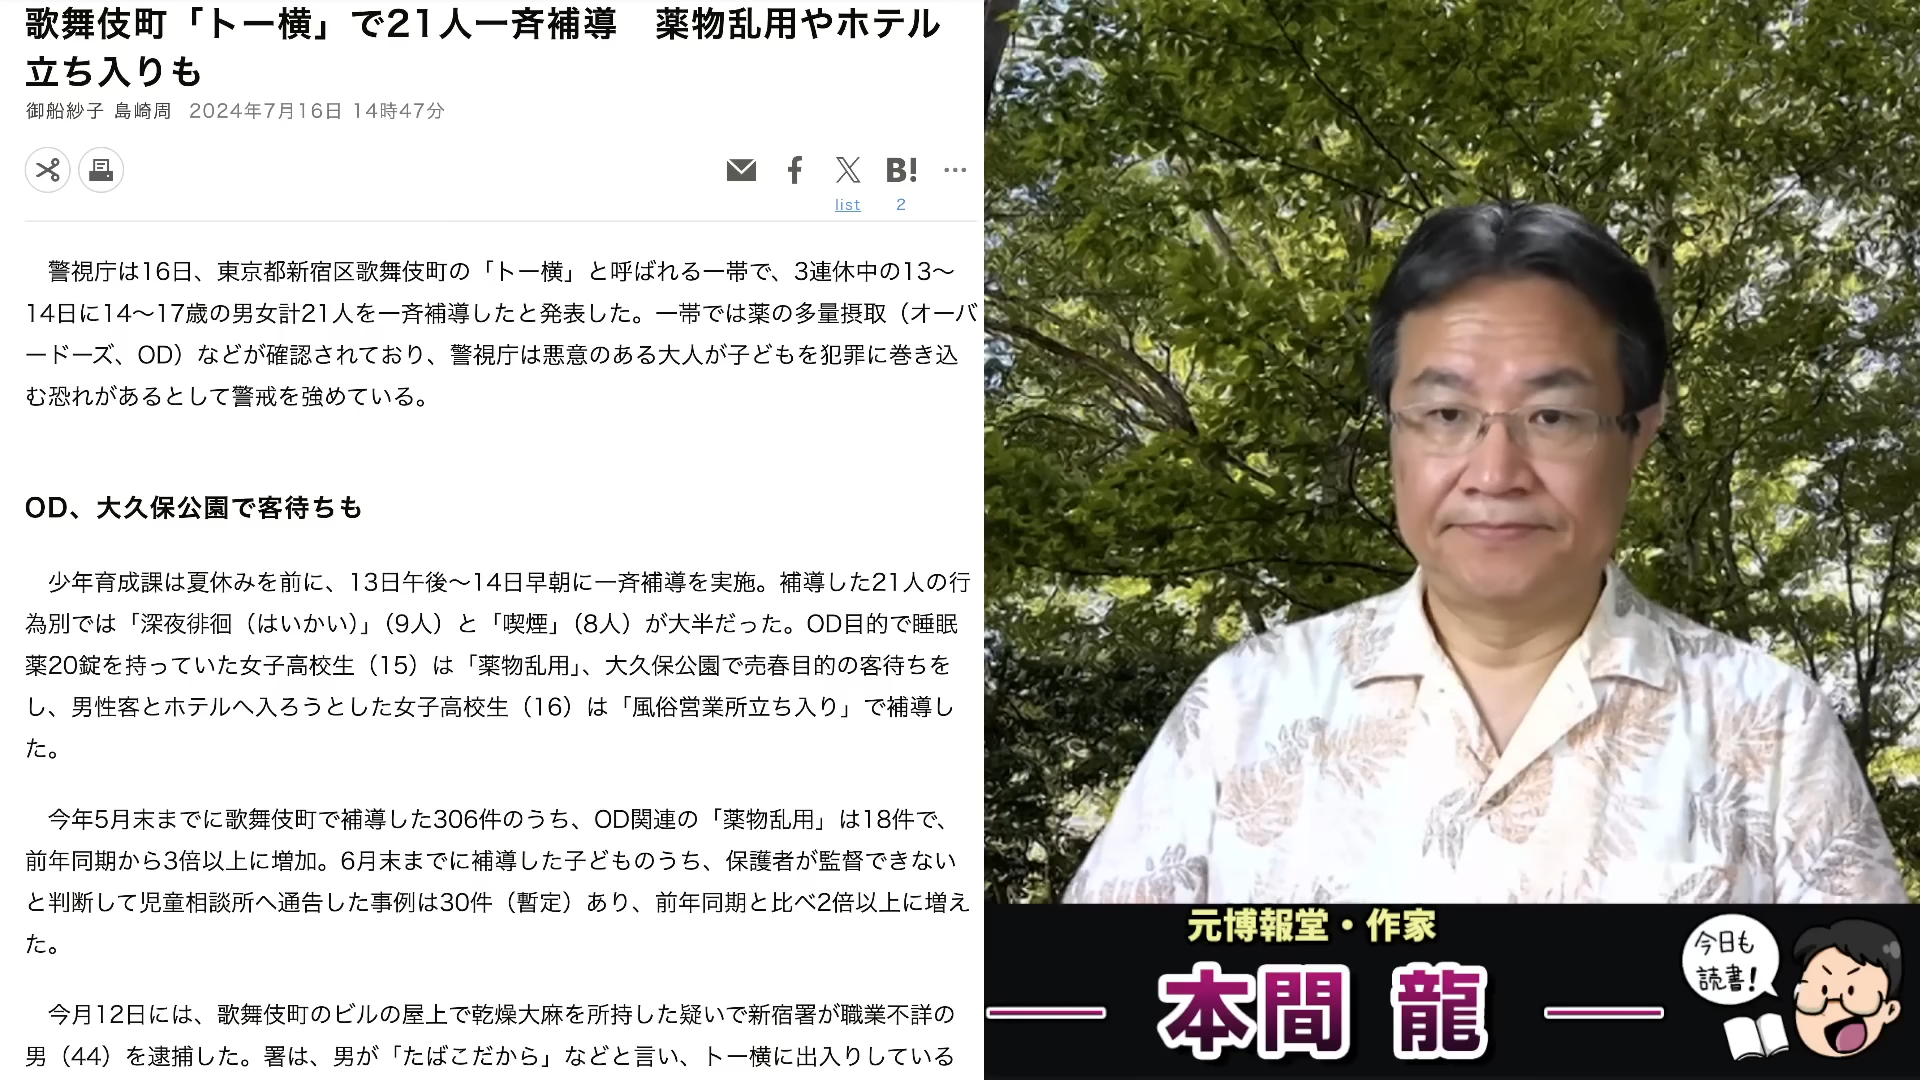 歌舞伎町「トー横」で21人一斉補導　薬物乱用やホテル
立ち入りも
御船紗子 島崎周 2024年7月16日 14時47分
B!
list 2
警視庁は16日、東京都新宿区歌舞伎町の「トー横」と呼ばれる一帯で、3連休中の13〜
14日に14〜17歳の男女計21人を一斉補導したと発表した。一帯では薬の多量摂取（オーバ
ードーズ、OD）などが確認されており、警視庁は悪意のある大人が子どもを犯罪に巻き込
む恐れがあるとして警戒を強めている。
OD、大久保公園で客待ちも
少年育成課は夏休みを前に、13日午後〜14日早朝に一斉補導を実施。補導した21人の行
為別では「深夜徘徊（はいかい）」（9人）と「喫煙」（8人）が大半だった。OD目的で睡眠
薬20錠を持っていた女子高校生（15）は「薬物乱用」、大久保公園で売春目的の客待ちを
し、男性客とホテルへ入ろうとした女子高校生（16）は「風俗営業所立ち入り」で補導し
た。
今年5月末までに歌舞伎町で補導した306件のうち、OD関連の「薬物乱用」は18件で、
前年同期から3倍以上に増加。6月末までに補導した子どものうち、保護者が監督できない
と判断して児童相談所へ通告した事例は30件（暫定）あり、前年同期と比べ2倍以上に増え
た。
今月12日には、歌舞伎町のビルの屋上で乾燥大麻を所持した疑いで新宿署が職業不詳の
男（44）を逮捕した。署は、男が「たばこだから」などと言い、トー横に出入りしている
元博報堂・作家
本間 龍
今日も
読書!